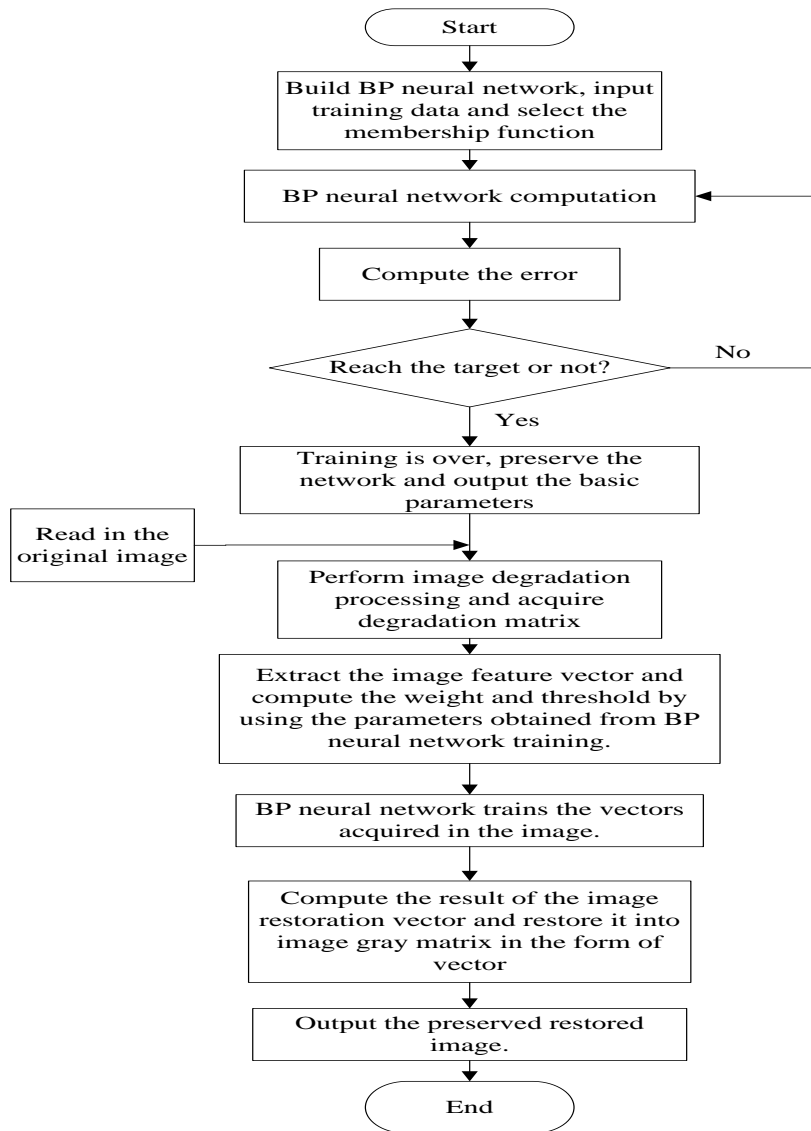 Start
Build BP neural network, input
training data and select the
membership function
BP neural network computation
Compute the error
Reach the target or not?
No
Yes
Training is over, preserve the
network and output the basic
parameters
Read in the
original image
Perform image degradation
processing and acquire
degradation matrix
Extract the image feature vector and
compute the weight and threshold by
using the parameters obtained from BP
neural network training.
BP neural network trains the vectors
acquired in the image.
Compute the result of the image
restoration vector and restore it into
image gray matrix in the form of
vector
Output the preserved restored
image.
End